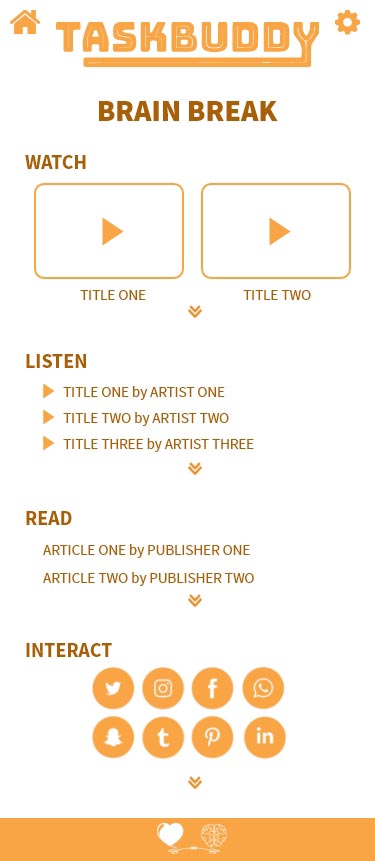 TASKBUDDY
BRAIN BREAK
WATCH
TITLE ONE
TITLE TWO
LISTEN
TITLE ONE by ARTIST ONE
TITLE TWO by ARTIST TWO
TITLE THREE by ARTIST THREE
READ
ARTICLE ONE by PUBLISHER ONE
ARTICLE TWO by PUBLISHER TWO
INTERACT